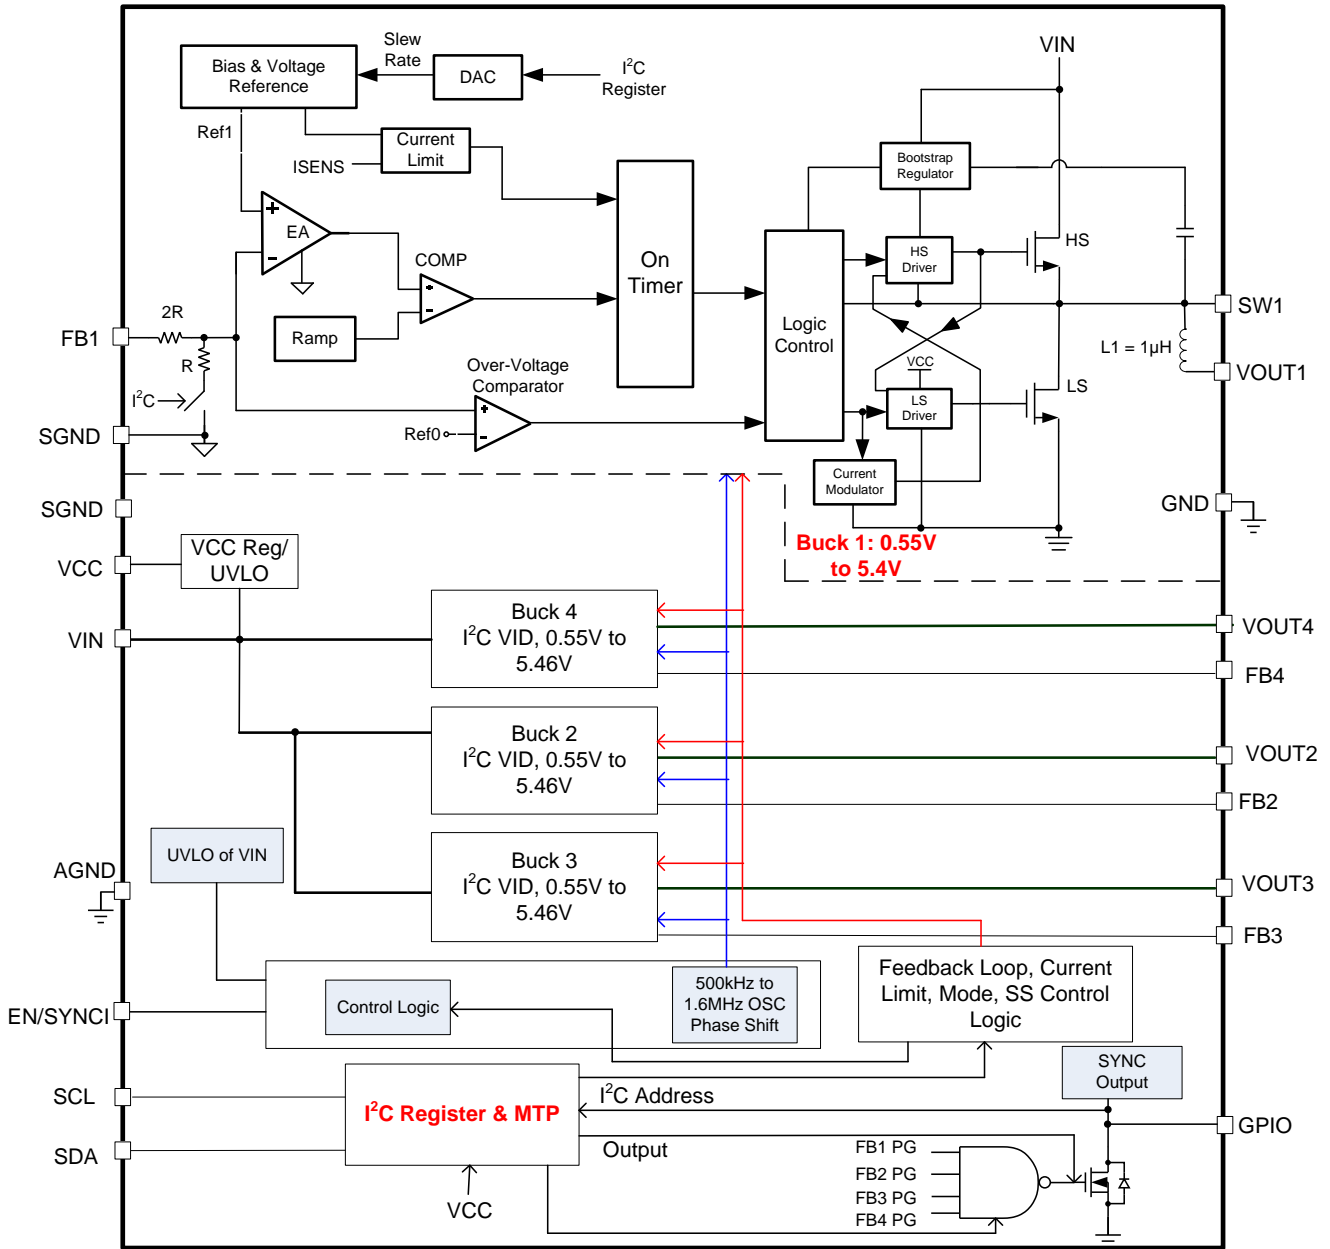 Slew
Rate
Bias & Voltage
Reference
DAC
I²C
Register
VIN
Ref1
Current
Limit
ISENS
Bootstrap
Regulator
+
EA
-
COMP
+
-
On
Timer
HS
Driver
HS
Logic
Control
SW1
2R
FB1
R
Ramp
L1 = 1µH
VOUT1
Over-Voltage
Comparator
VCC
I²C
+
-
Ref0
LS
Driver
LS
SGND
Current
Modulator
SGND
GND
Buck 1: 0.55V
to 5.4V
VCC Reg/
UVLO
VCC
VIN
Buck 4
I²C VID, 0.55V to
5.46V
VOUT4
FB4
Buck 2
I²C VID, 0.55V to
5.46V
VOUT2
FB2
UVLO of VIN
AGND
Buck 3
I²C VID, 0.55V to
5.46V
VOUT3
FB3
EN/SYNCI
Control Logic
500kHz to
1.6MHz OSC
Phase Shift
Feedback Loop, Current
Limit, Mode, SS Control
Logic
SYNC
Output
SCL
I²C Register & MTP
I²C Address
GPIO
SDA
Output
VCC
FB1 PG
FB2 PG
FB3 PG
FB4 PG